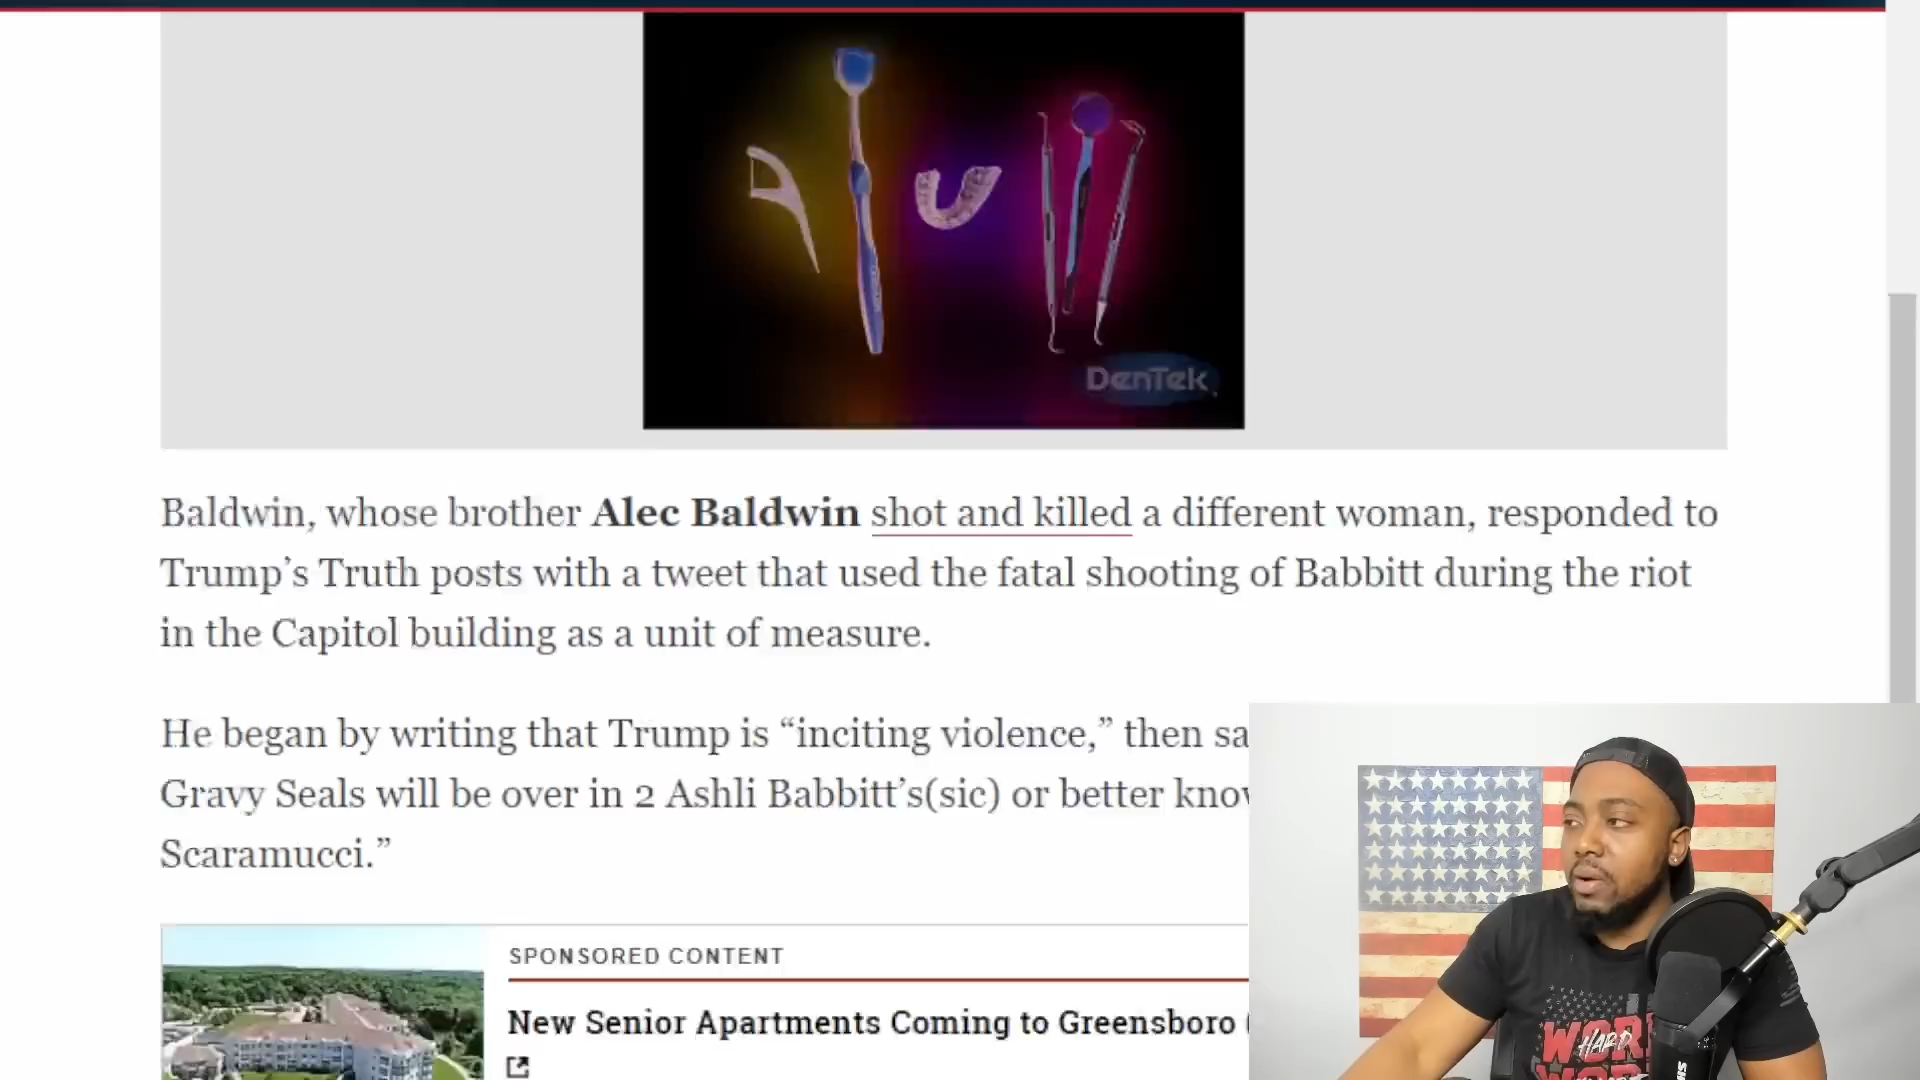 DenTek
Baldwin, whose brother Alec Baldwin shot and killed a different woman, responded to
Trump’s Truth posts with a tweet that used the fatal shooting of Babbitt during the riot
in the Capitol building as a unit of measure.
He began by writing that Trump is “inciting violence,” then
Gravy Seals will be over in 2 Ashli Babbitt’s(sic) or better
Scaramucci.”
SPONSORED CONTENT
New Senior Apartments Coming to Greensboro
HARD